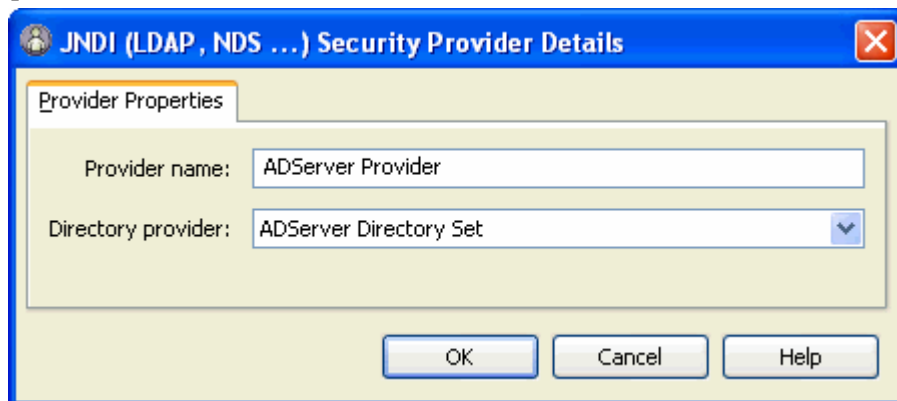 JNDI (LDAP, NDS ...) Security Provider Details
Provider Properties
Provider name: ADServer Provider
Directory provider: ADServer Directory Set
OK Cancel Help